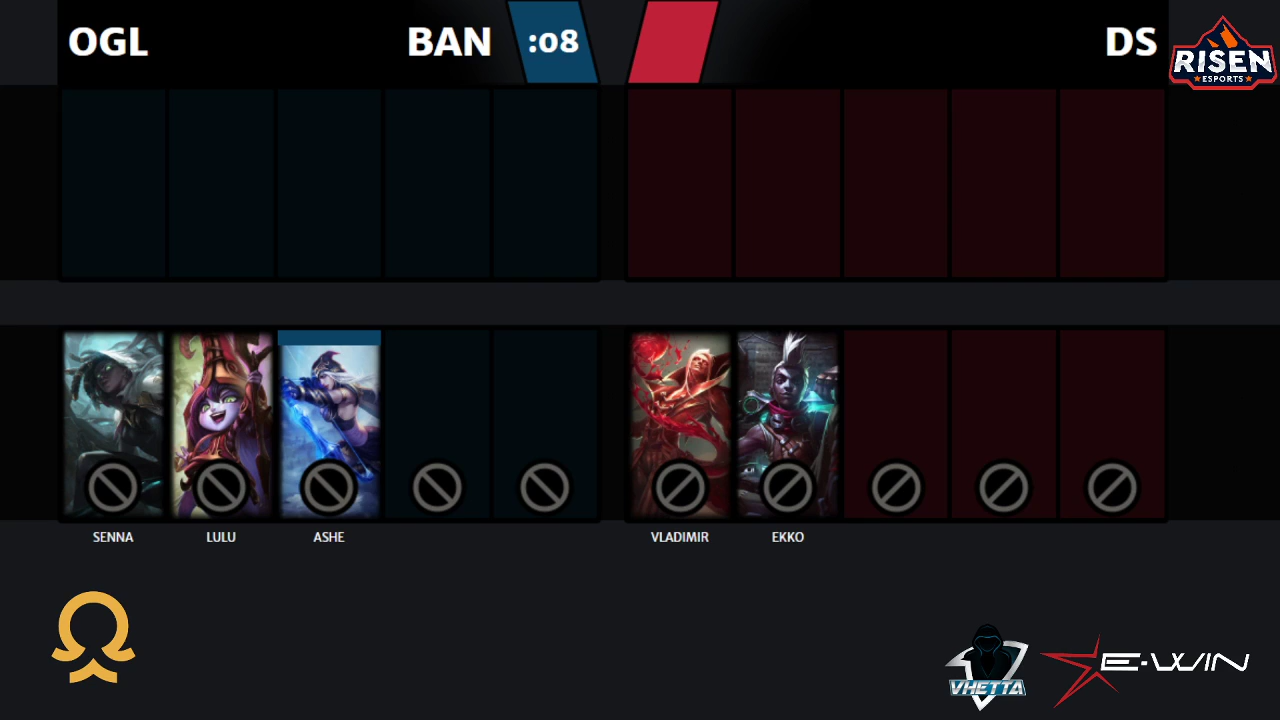 OGL
BAN
:08
DS
RISEN
ESPORTS
SENNA
LULU
ASHE
VLADIMIR
EKKO
VHETTA
E-WIN